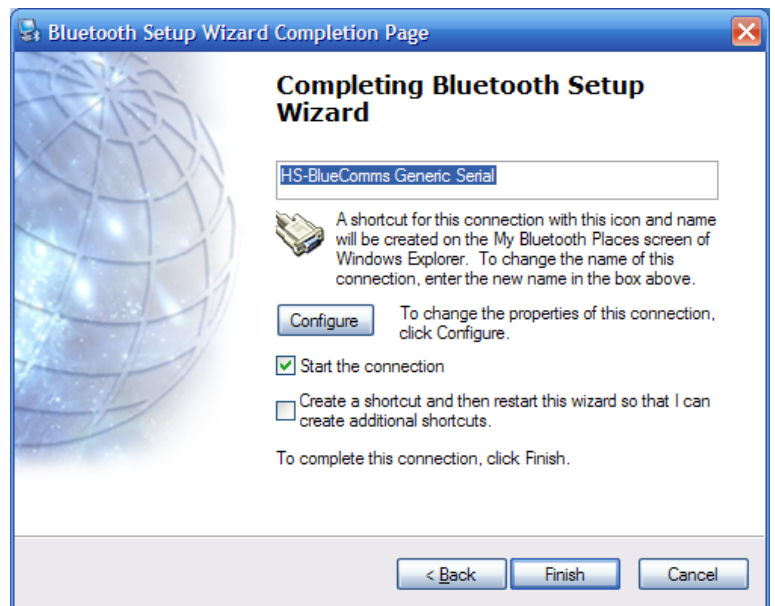 Bluetooth Setup Wizard Completion Page
Completing Bluetooth Setup
Wizard
HS-BlueComms Generic Serial
A shortcut for this connection with this icon and name
will be created on the My Bluetooth Places screen of
Windows Explorer. To change the name of this
connection, enter the new name in the box above.
Configure
To change the properties of this connection,
click Configure.
Start the connection
Create a shortcut and then restart this wizard so that I can
create additional shortcuts.
To complete this connection, click Finish.
< Back
Finish
Cancel